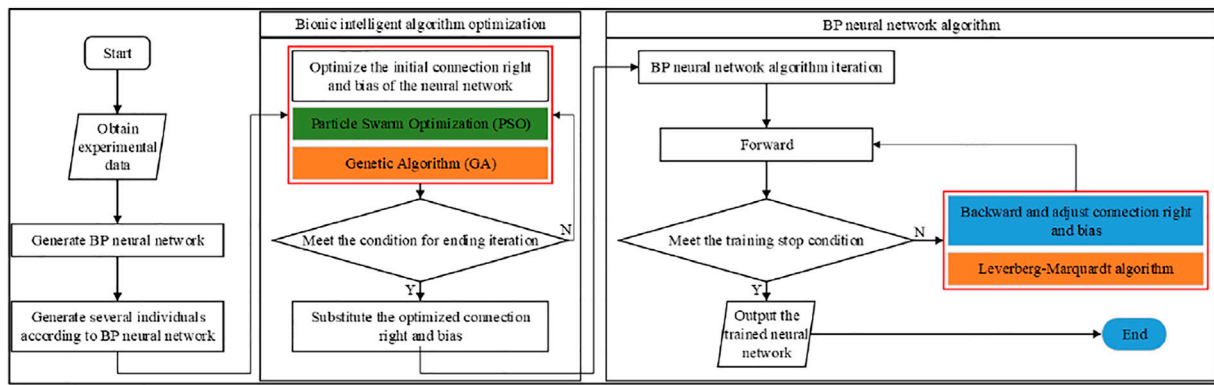 Start
Obtain
experimental
data
Generate BP neural network
Generate several individuals
according to BP neural network
Bionic intelligent algorithm optimization
Optimize the initial connection right
and bias of the neural network
Particle Swarm Optimization (PSO)
Genetic Algorithm (GA)
Meet the condition for ending iteration
N
Y
Substitute the optimized connection
right and bias
BP neural network algorithm
BP neural network algorithm iteration
Forward
Meet the training stop condition
N
Y
Backward and adjust connection right
and bias
Leverberg-Marquardt algorithm
Output the
trained neural
network
End